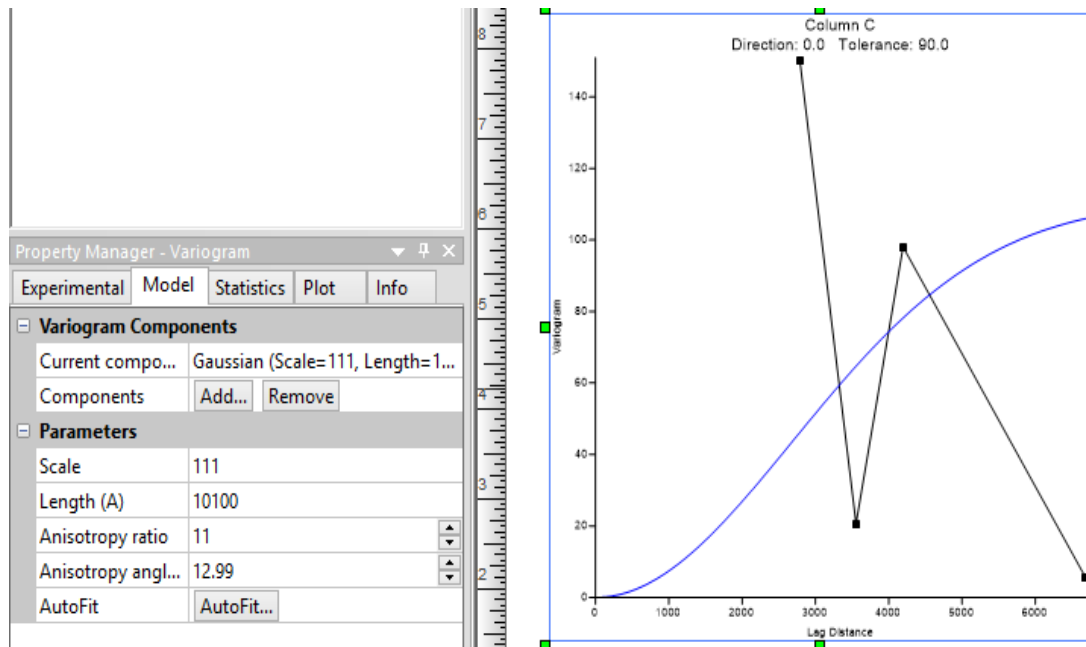 Property Manager - Variogram
Experimental Model Statistics Plot Info
Variogram Components
Current compo... Gaussian (Scale=111, Length=1...
Components Add... Remove
Parameters
Scale 111
Length (A) 10100
Anisotropy ratio 11
Anisotropy angl... 12.99
AutoFit AutoFit...
8
7
6
5
4
3
2
Column C
Direction: 0.0 Tolerance: 90.0
140
120
100
80
60
40
20
0
Variogram
0 1000 2000 3000 4000 5000 6000
Lag Distance